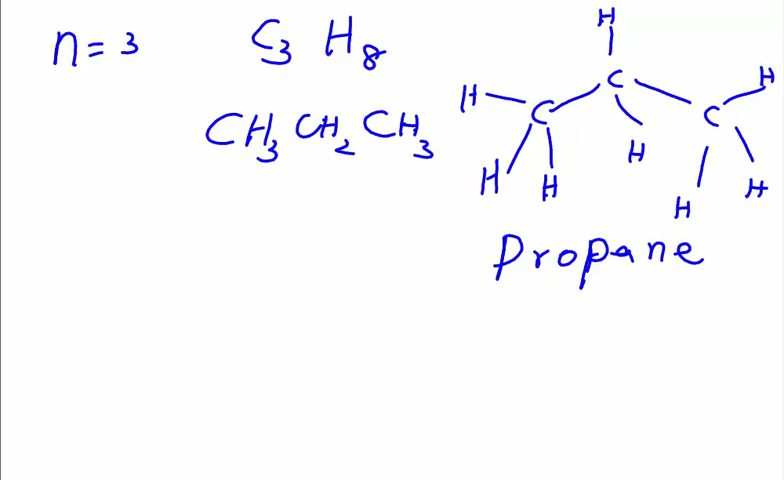 n = 3 C3 H8
CH3 CH2 CH3
H
H C C C H
H H H H H
Propane